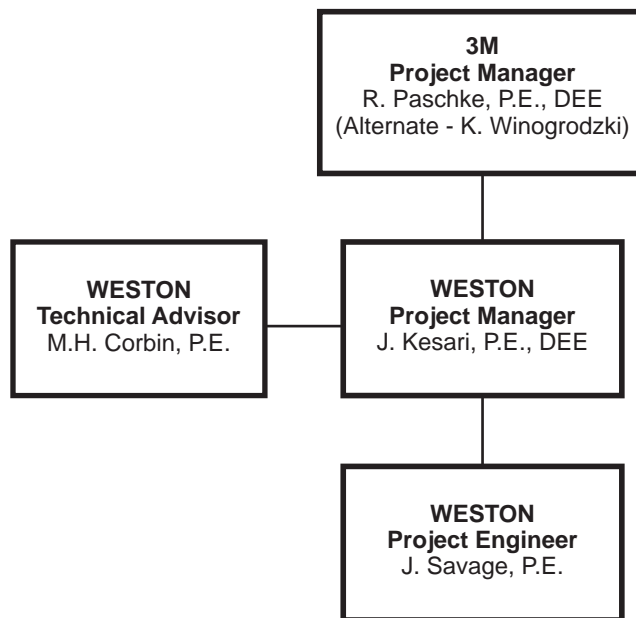 3M
Project Manager
R. Paschke, P.E., DEE
(Alternate - K. Winogrodzki)
WESTON
Technical Advisor
M.H. Corbin, P.E.
WESTON
Project Manager
J. Kesari, P.E., DEE
WESTON
Project Engineer
J. Savage, P.E.